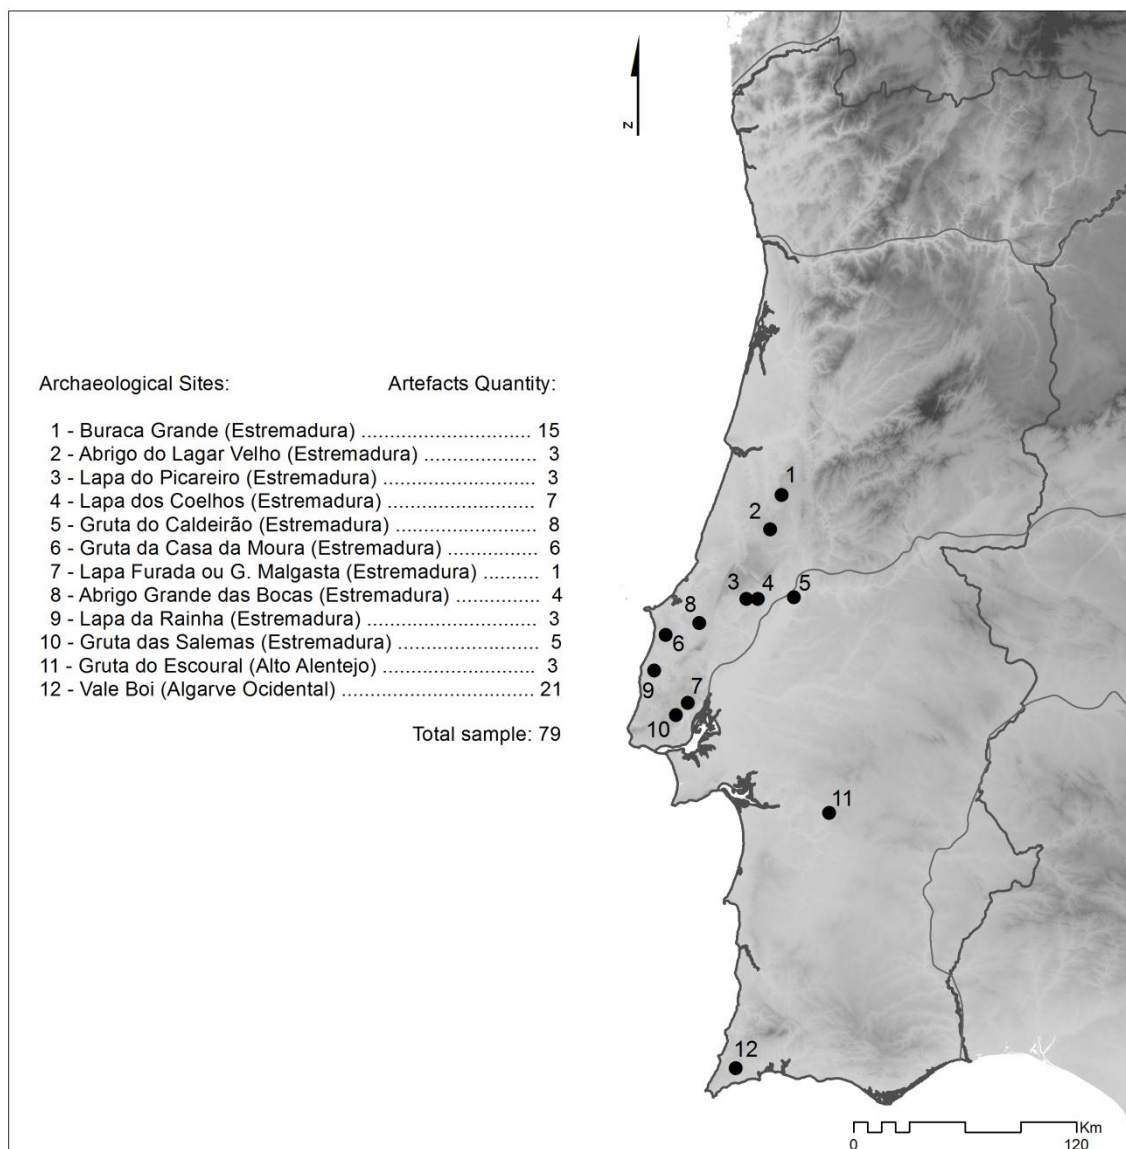 Archaeological Sites: Artefacts Quantity:
1 - Buraca Grande (Estremadura) .............................. 15
2 - Abrigo do Lagar Velho (Estremadura) ................... 3
3 - Lapa do Picareiro (Estremadura) .......................... 3
4 - Lapa dos Coelhos (Estremadura) ......................... 7
5 - Gruta do Caldeirão (Estremadura) ........................ 8
6 - Gruta da Casa da Moura (Estremadura) ............... 6
7 - Lapa Furada ou G. Malgasta (Estremadura) .......... 1
8 - Abrigo Grande das Bocas (Estremadura) .............. 4
9 - Lapa da Rainha (Estremadura) ............................. 3
10 - Gruta das Salemas (Estremadura) ........................ 5
11 - Gruta do Escoural (Alto Alentejo) .......................... 3
12 - Vale Boi (Algarve Ocidental) ................................. 21
Total sample: 79
N
1
2
3 4 5
8
6
9
7
10
11
12
Km
0 120